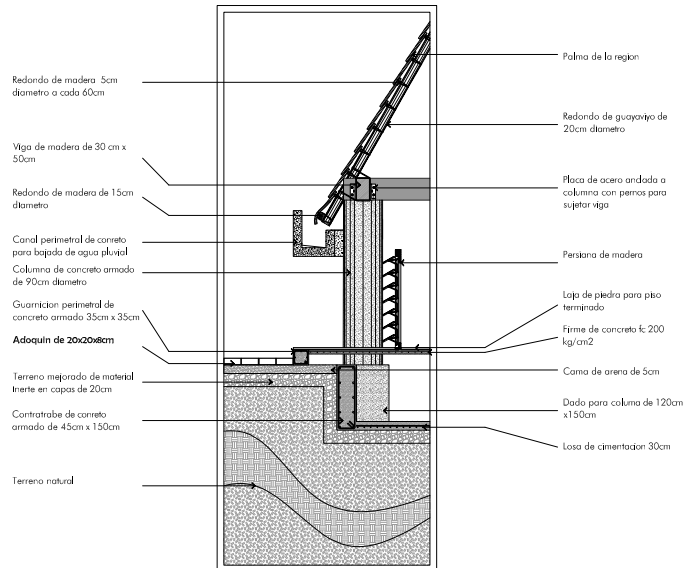 Redondo de madera 5cm
diametro a cada 60cm
Viga de madera de 30 cm x
50cm
Redondo de madera de 15cm
diametro
Canal perimetral de conreto
para bajada de agua pluvial
Columna de concreto armado
de 90cm diametro
Guarnicion perimetral de
concreto armado 35cm x 35cm
Adoquin de 20x20x8cm
Terreno mejorado de material
Inerte en capas de 20cm
Contratrabe de conreto
armado de 45cm x 150cm
Terreno natural
Palma de la region
Redondo de guayaviyo de
20cm diametro
Placa de acero anclada a
columna con pernos para
sujetar viga
Persiana de madera
Laja de piedra para piso
terminado
Firme de concreto fc 200
kg/cm2
Cama de arena de 5cm
Dado para columa de 120cm
x150cm
Losa de cimentacion 30cm